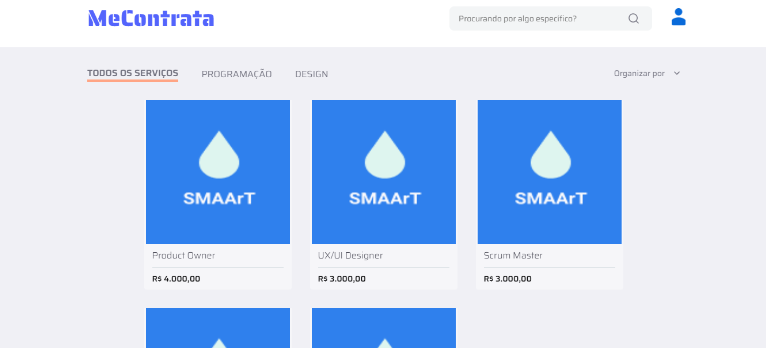 MeContrata
Procurando por algo específico?
TODOS OS SERVIÇOS
PROGRAMAÇÃO
DESIGN
Organizar por
SMAArT
SMAArT
SMAArT
Product Owner
UX/UI Designer
Scrum Master
R$ 4.000,00
R$ 3.000,00
R$ 3.000,00